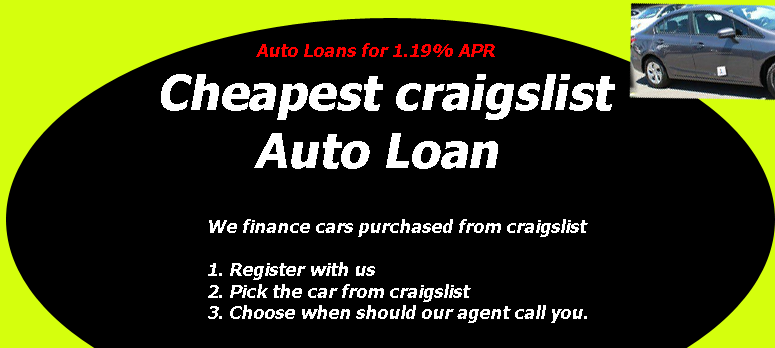 Auto Loans for 1.19% APR
Cheapest craigslist
Auto Loan
We finance cars purchased from craigslist
1. Register with us
2. Pick the car from craigslist
3. Choose when should our agent call you.